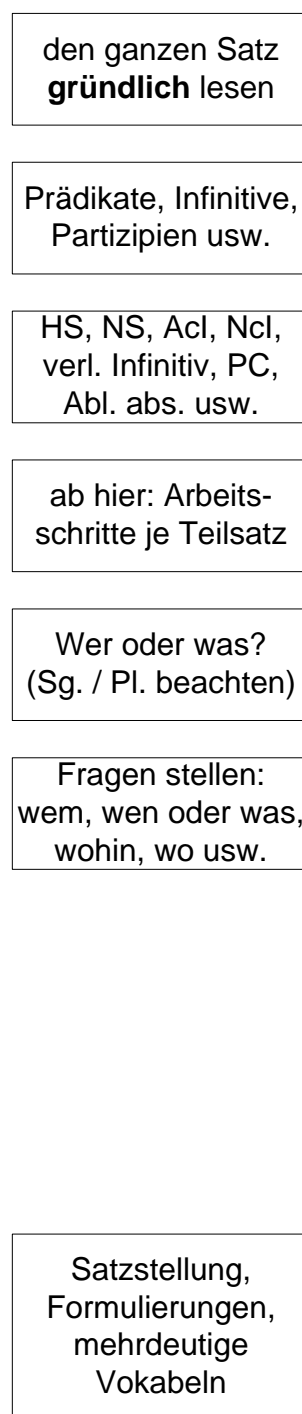 den ganzen Satz
gründlich lesen
Prädikate, Infinitive,
Partizipien usw.
HS, NS, AcI, NcI,
verl. Infinitiv, PC,
Abl. abs. usw.
ab hier: Arbeits-
schritte je Teilsatz
Wer oder was?
(Sg. / Pl. beachten)
Fragen stellen:
wem, wen oder was,
wohin, wo usw.
Satzstellung,
Formulierungen,
mehrdeutige
Vokabeln